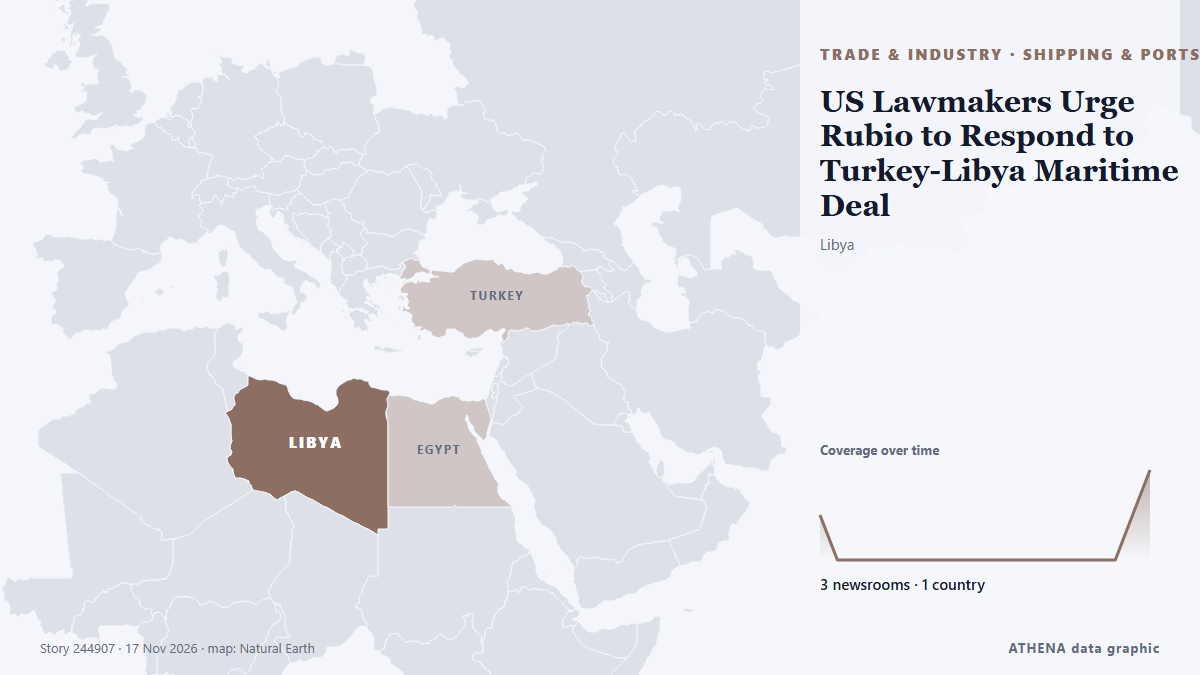 TRADE & INDUSTRY · SHIPPING & PORTS
US Lawmakers Urge
Rubio to Respond to
Turkey-Libya Maritime
Deal
Libya
TURKEY
LIBYA
EGYPT
Coverage over time
3 newsrooms · 1 country
Story 244907 · 17 Nov 2026 · map: Natural Earth
ATHENA data graphic